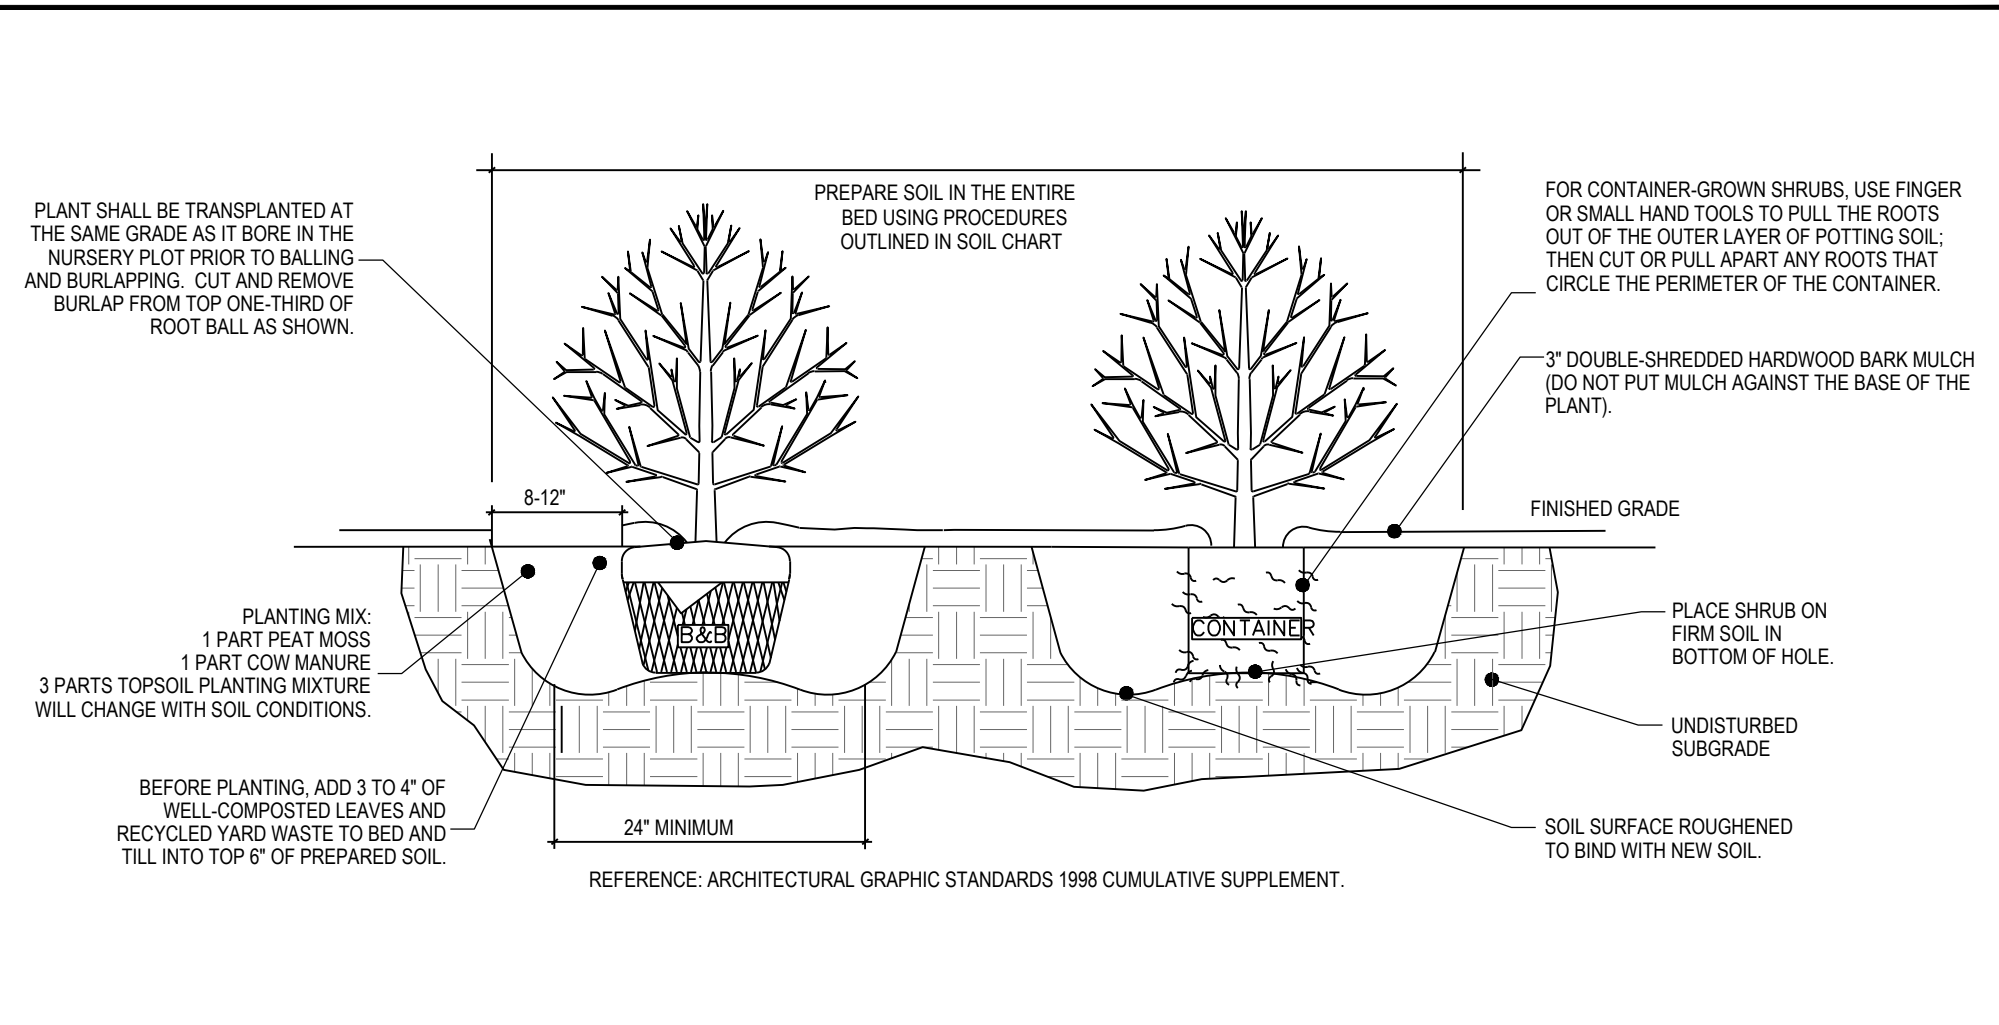 PREPARE SOIL IN THE ENTIRE
BED USING PROCEDURES
OUTLINED IN SOIL CHART
PLANT SHALL BE TRANSPLANTED AT
THE SAME GRADE AS IT BORE IN THE
NURSERY PLOT PRIOR TO BALLING
AND BURLAPPING. CUT AND REMOVE
BURLAP FROM TOP ONE-THIRD OF
ROOT BALL AS SHOWN.
FOR CONTAINER-GROWN SHRUBS, USE FINGER
OR SMALL HAND TOOLS TO PULL THE ROOTS
OUT OF THE OUTER LAYER OF POTTING SOIL;
THEN CUT OR PULL APART ANY ROOTS THAT
CIRCLE THE PERIMETER OF THE CONTAINER.
3" DOUBLE-SHREDDED HARDWOOD BARK MULCH
(DO NOT PUT MULCH AGAINST THE BASE OF THE
PLANT).
8-12"
FINISHED GRADE
PLANTING MIX:
1 PART PEAT MOSS
1 PART COW MANURE
3 PARTS TOPSOIL PLANTING MIXTURE
WILL CHANGE WITH SOIL CONDITIONS.
B&B
CONTAINER
PLACE SHRUB ON
FIRM SOIL IN
BOTTOM OF HOLE.
UNDISTURBED
SUBGRADE
BEFORE PLANTING, ADD 3 TO 4" OF
WELL-COMPOSTED LEAVES AND
RECYCLED YARD WASTE TO BED AND
TILL INTO TOP 6" OF PREPARED SOIL.
24" MINIMUM
SOIL SURFACE ROUGHENED
TO BIND WITH NEW SOIL.
REFERENCE: ARCHITECTURAL GRAPHIC STANDARDS 1998 CUMULATIVE SUPPLEMENT.